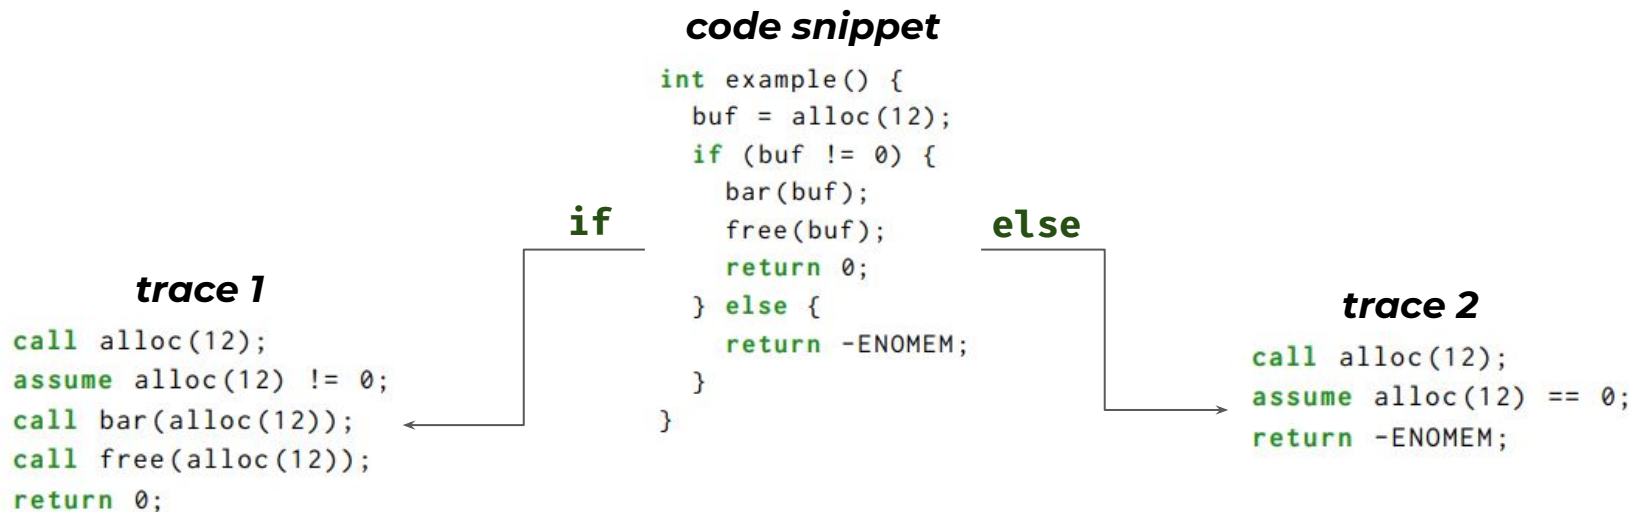 code snippet
int example() {
buf = alloc(12);
if (buf != 0) {
bar(buf);
free(buf);
return 0;
} else {
return -ENOMEM;
}
}
if
else
trace 1
call alloc(12);
assume alloc(12) != 0;
call bar(alloc(12));
call free(alloc(12));
return 0;
trace 2
call alloc(12);
assume alloc(12) == 0;
return -ENOMEM;